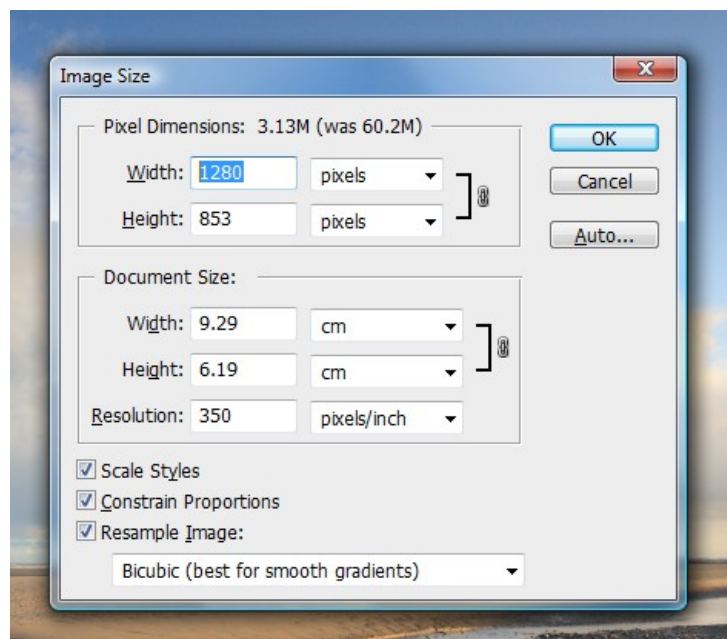 Image Size
Pixel Dimensions: 3.13M (was 60.2M)
Width: 1280 pixels
Height: 853 pixels
OK
Cancel
Auto...
Document Size:
Width: 9.29 cm
Height: 6.19 cm
Resolution: 350 pixels/inch
Scale Styles
Constrain Proportions
Resample Image:
Bicubic (best for smooth gradients)